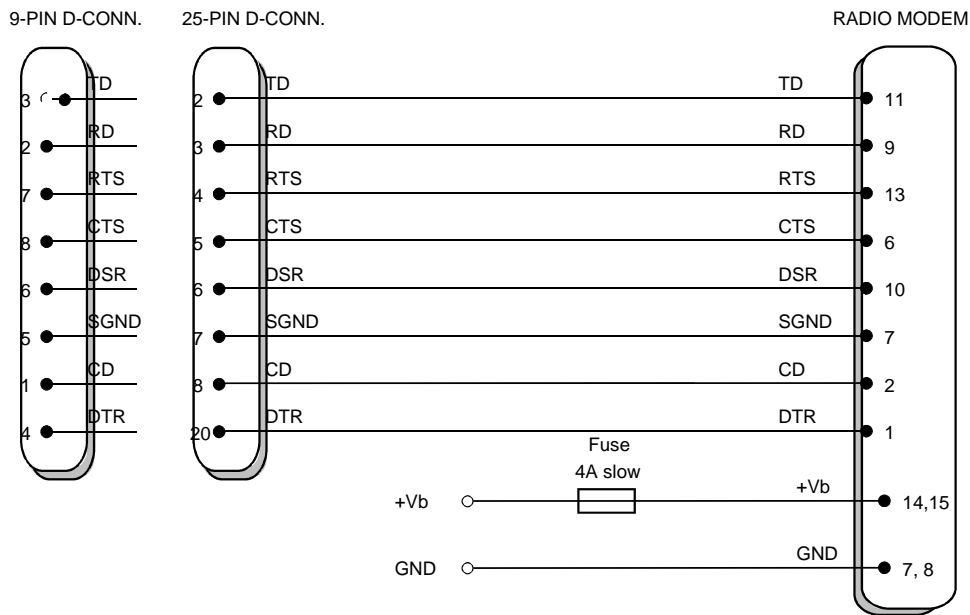 9-PIN D-CONN. 25-PIN D-CONN. RADIO MODEM
3 TD 2 TD TD 11
2 RD 3 RD RD 9
7 RTS 4 RTS RTS 13
8 CTS 5 CTS CTS 6
6 DSR 6 DSR DSR 10
5 SGND 7 SGND SGND 7
1 CD 8 CD CD 2
4 DTR 20 DTR DTR 1
Fuse
4A slow
+Vb +Vb 14,15
GND GND 7, 8